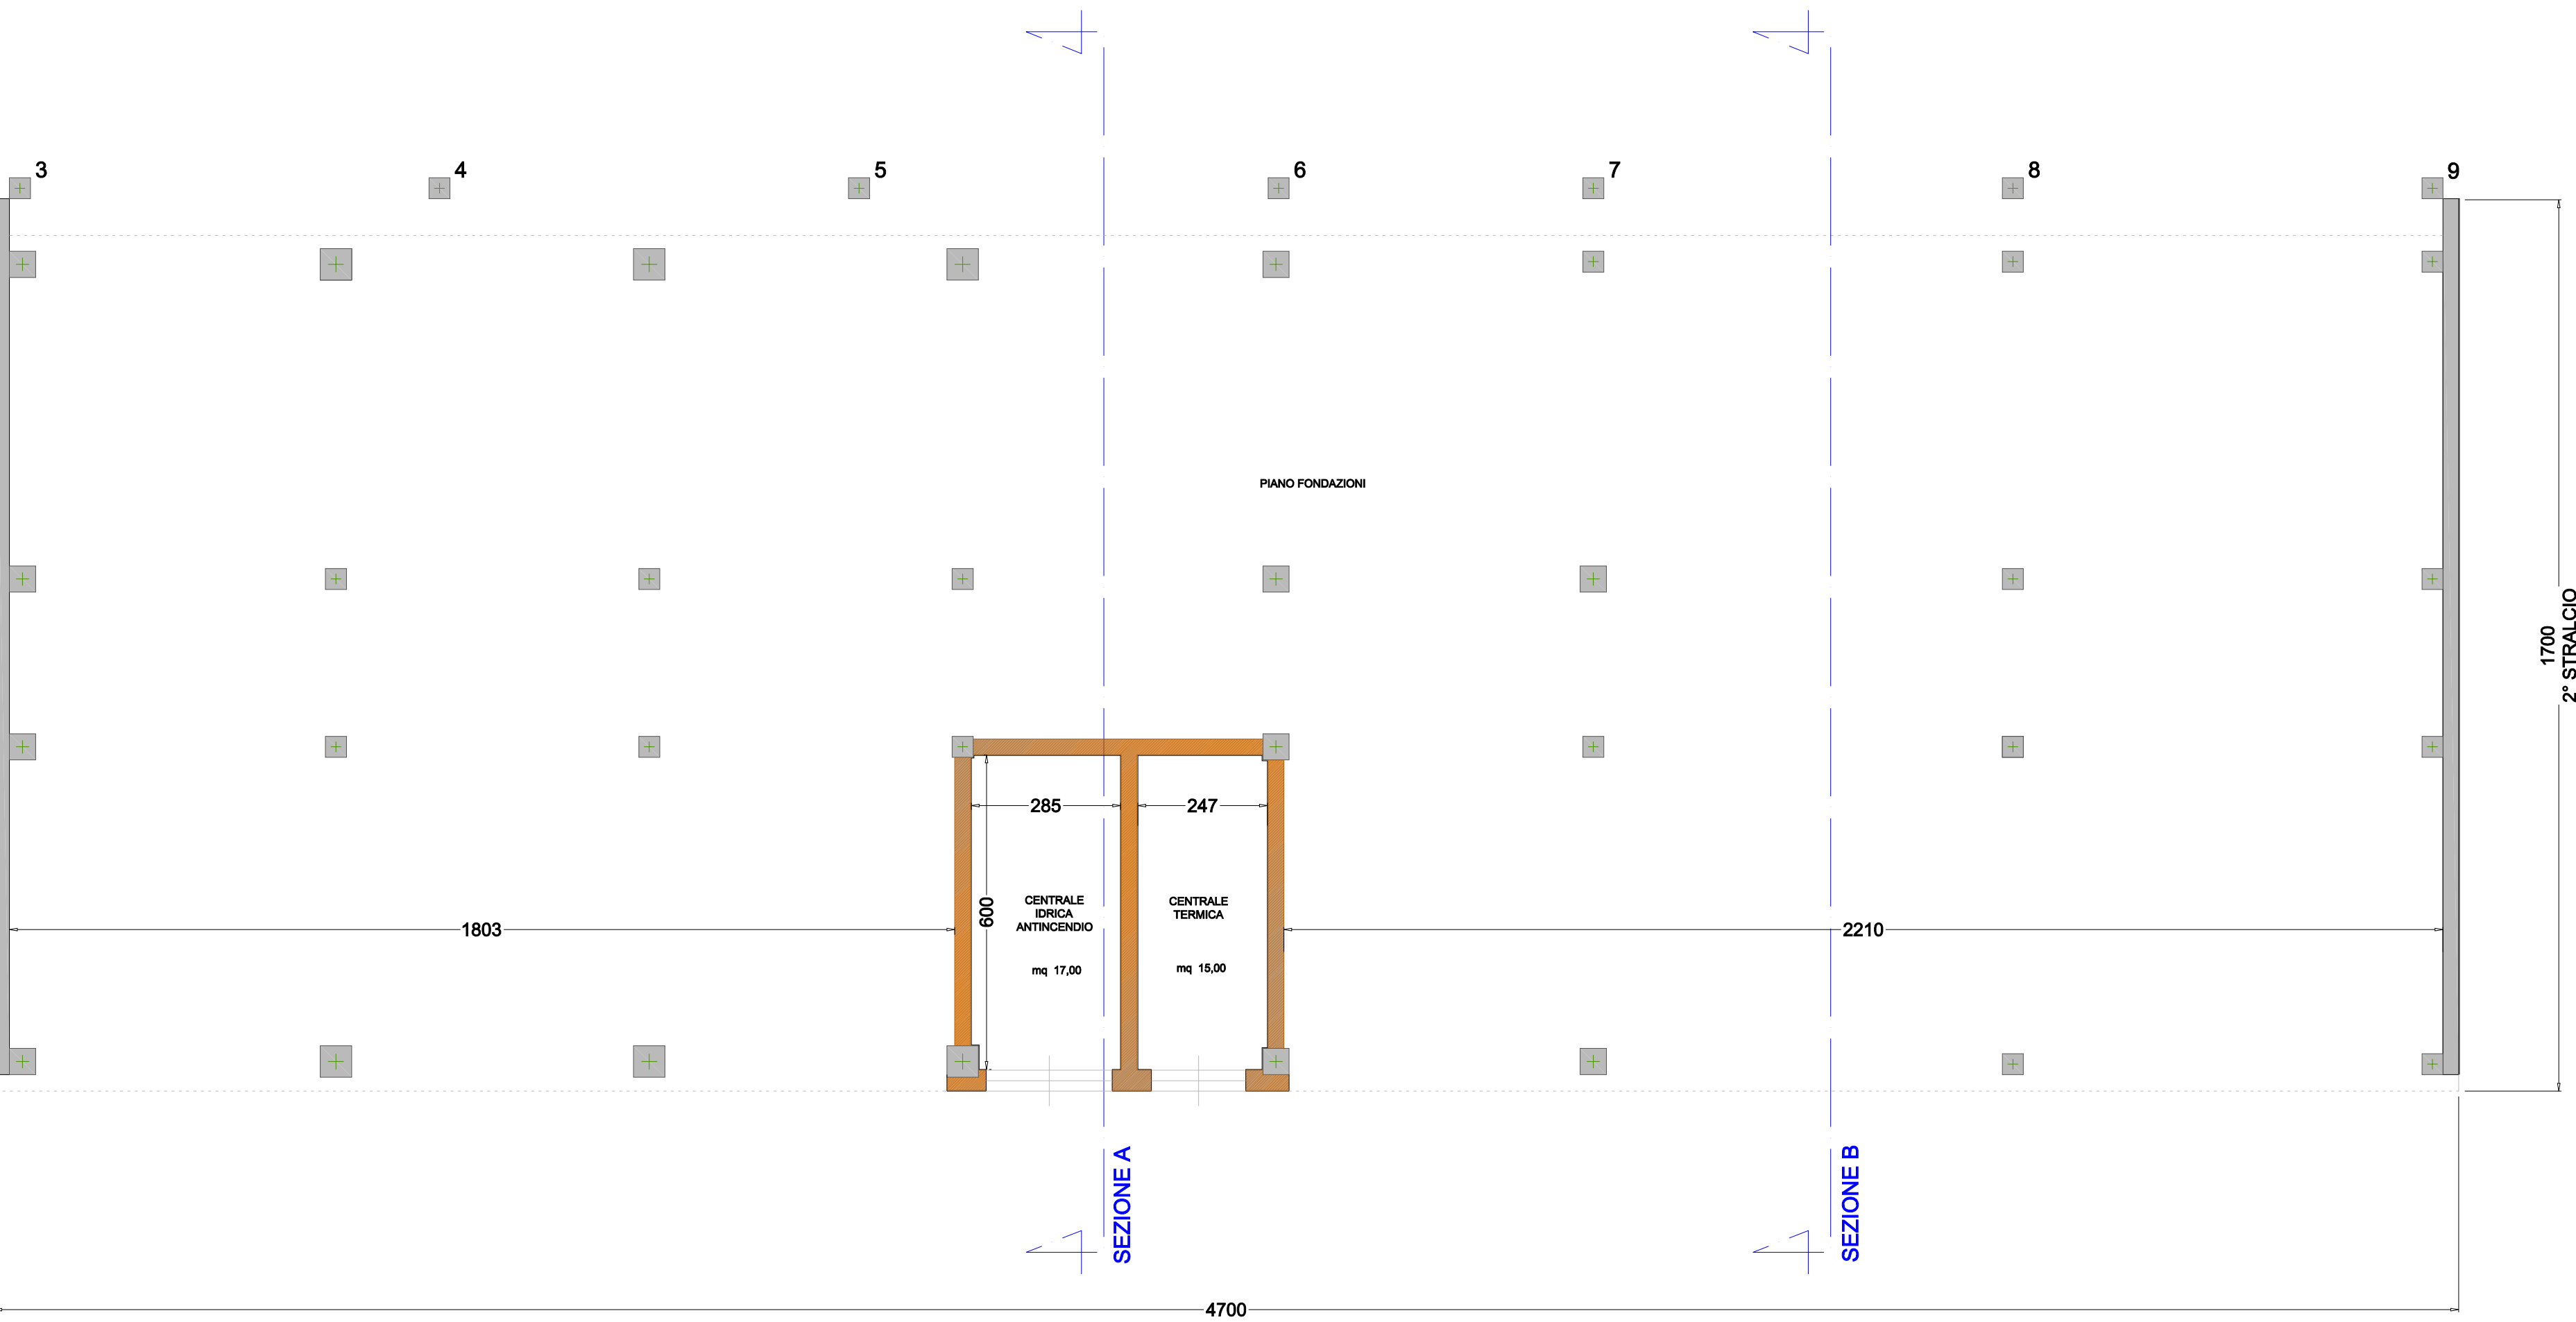 3
4
5
6
7
8
9
PIANO FONDAZIONI
1700
2° STRALCIO
285
247
600
CENTRALE
IDRICA
ANTINCENDIO
mq 17,00
CENTRALE
TERMICA
mq 15,00
1803
2210
SEZIONE A
SEZIONE B
4700